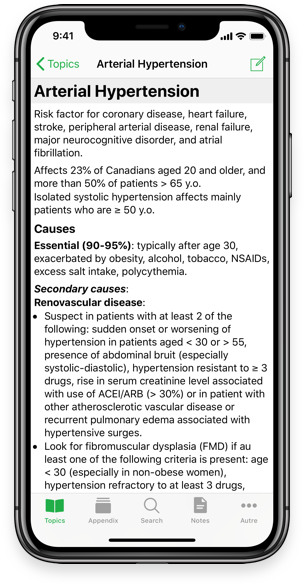 9:41
Topics
Arterial Hypertension
Arterial Hypertension
Risk factor for coronary disease, heart failure,
stroke, peripheral arterial disease, renal failure,
major neurocognitive disorder, and atrial
fibrillation.
Affects 23% of Canadians aged 20 and older, and
more than 50% of patients > 65 y.o.
Isolated systolic hypertension affects mainly
patients who are ≥ 50 y.o.
Causes
Essential (90-95%): typically after age 30,
exacerbated by obesity, alcohol, tobacco, NSAIDs,
excess salt intake, polycythemia.
Secondary causes:
Renovascular disease:
• Suspect in patients with at least 2 of the
following: sudden onset or worsening of
hypertension in patients aged < 30 or > 55,
presence of abdominal bruit (especially
systolic-diastolic), hypertension resistant to ≥ 3
drugs, rise in serum creatinine level associated
with use of ACEI/ARB (> 30%) or in patient with
other atherosclerotic vascular disease or
recurrent pulmonary edema associated with
hypertensive surges.
• Look for fibromuscular dysplasia (FMD) if au
least one of the following criteria is present: age
< 30 (especially in non-obese women),
hypertension refractory to at least 3 drugs,
Topics Appendix Search Notes Autre